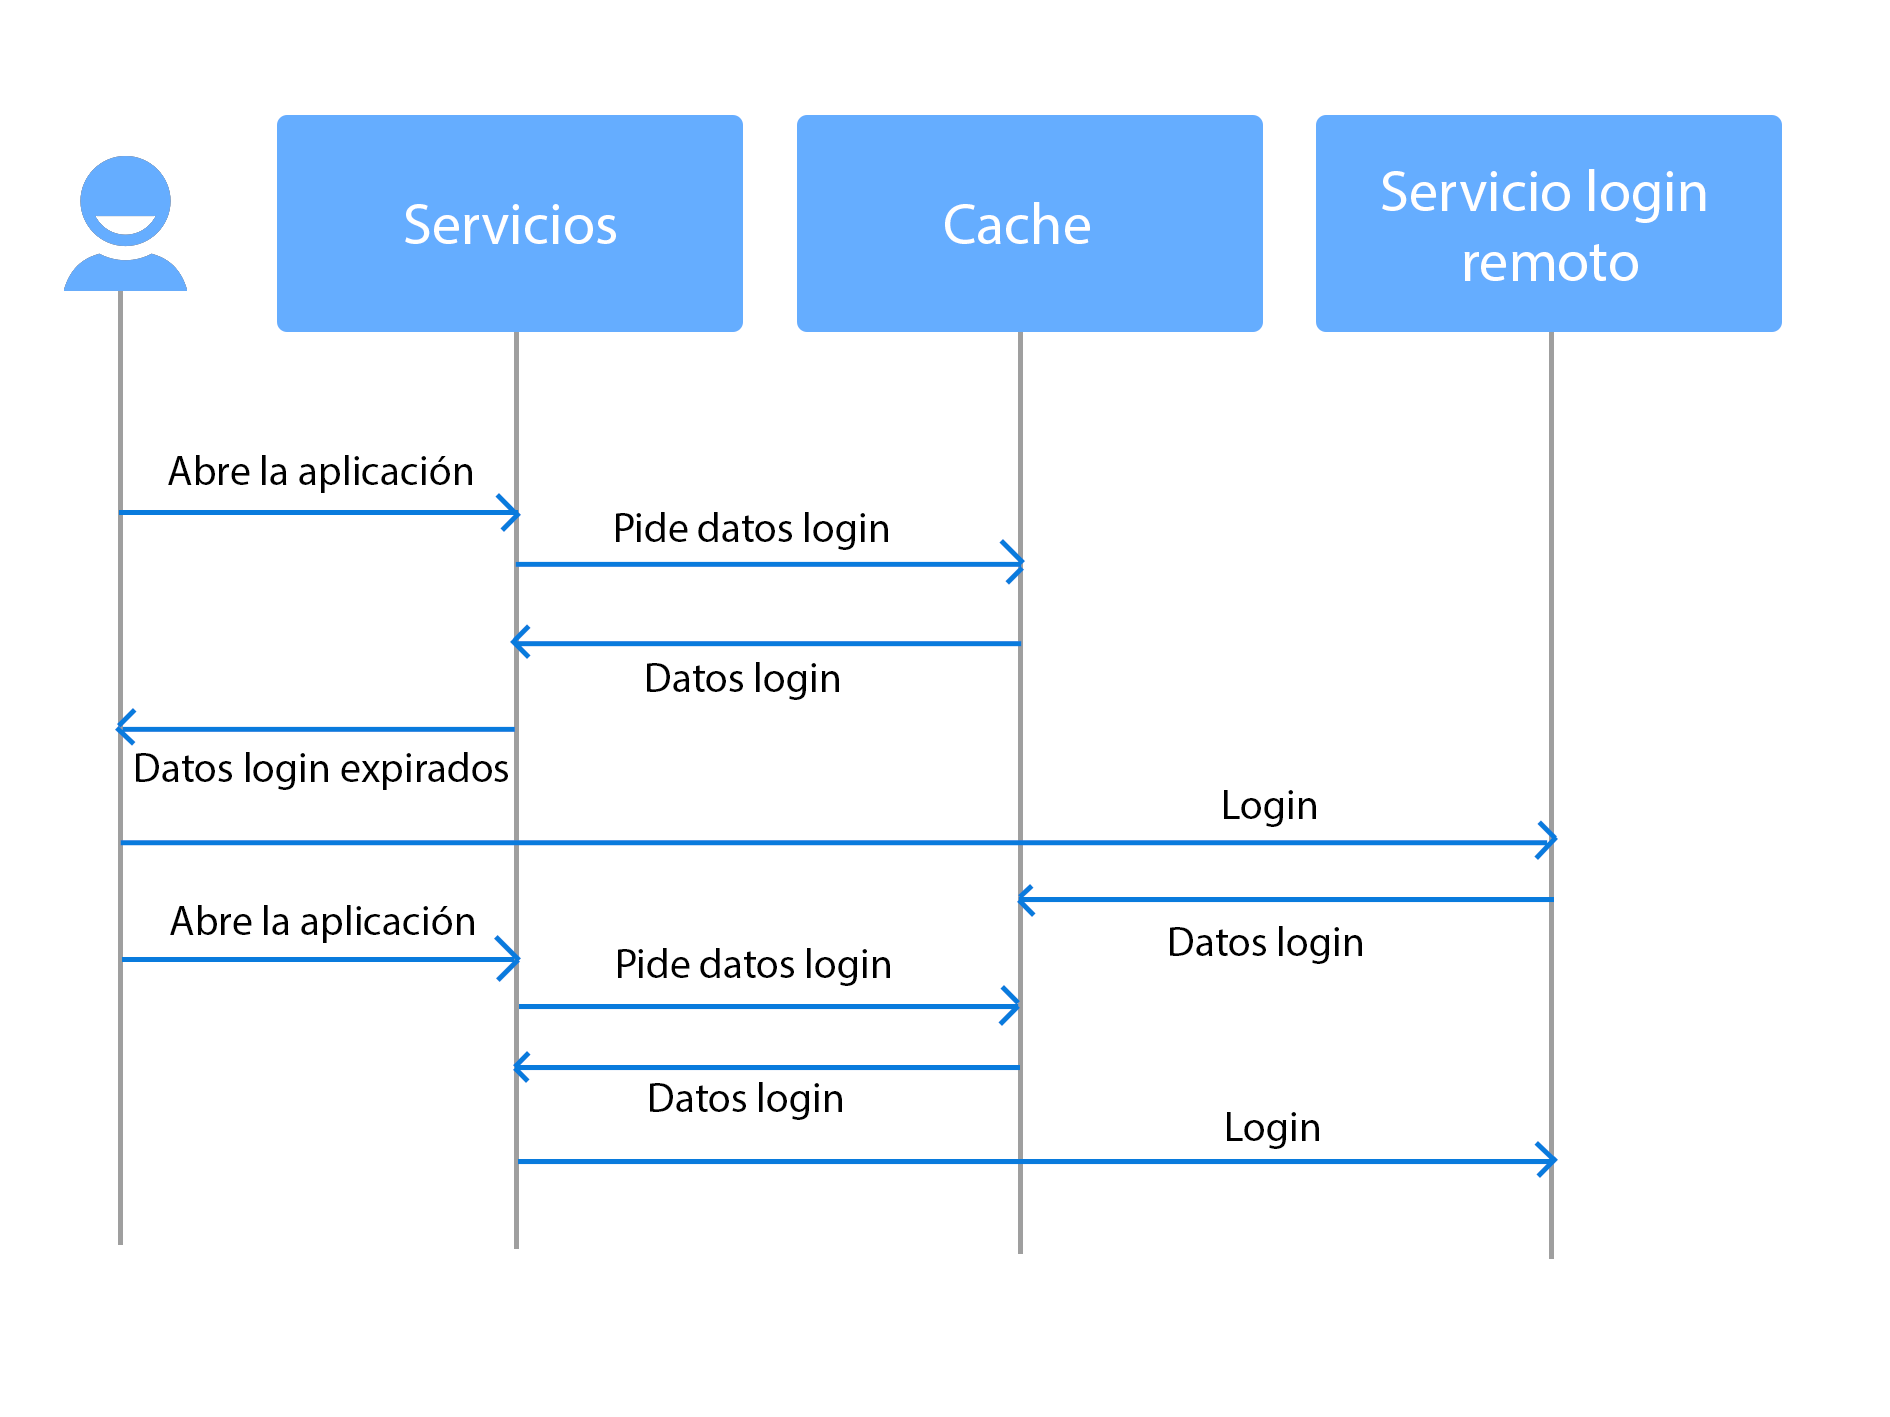 Servicios
Cache
Servicio login
remoto
Abre la aplicación
Pide datos login
Datos login
Datos login expirados
Login
Abre la aplicación
Datos login
Pide datos login
Datos login
Login